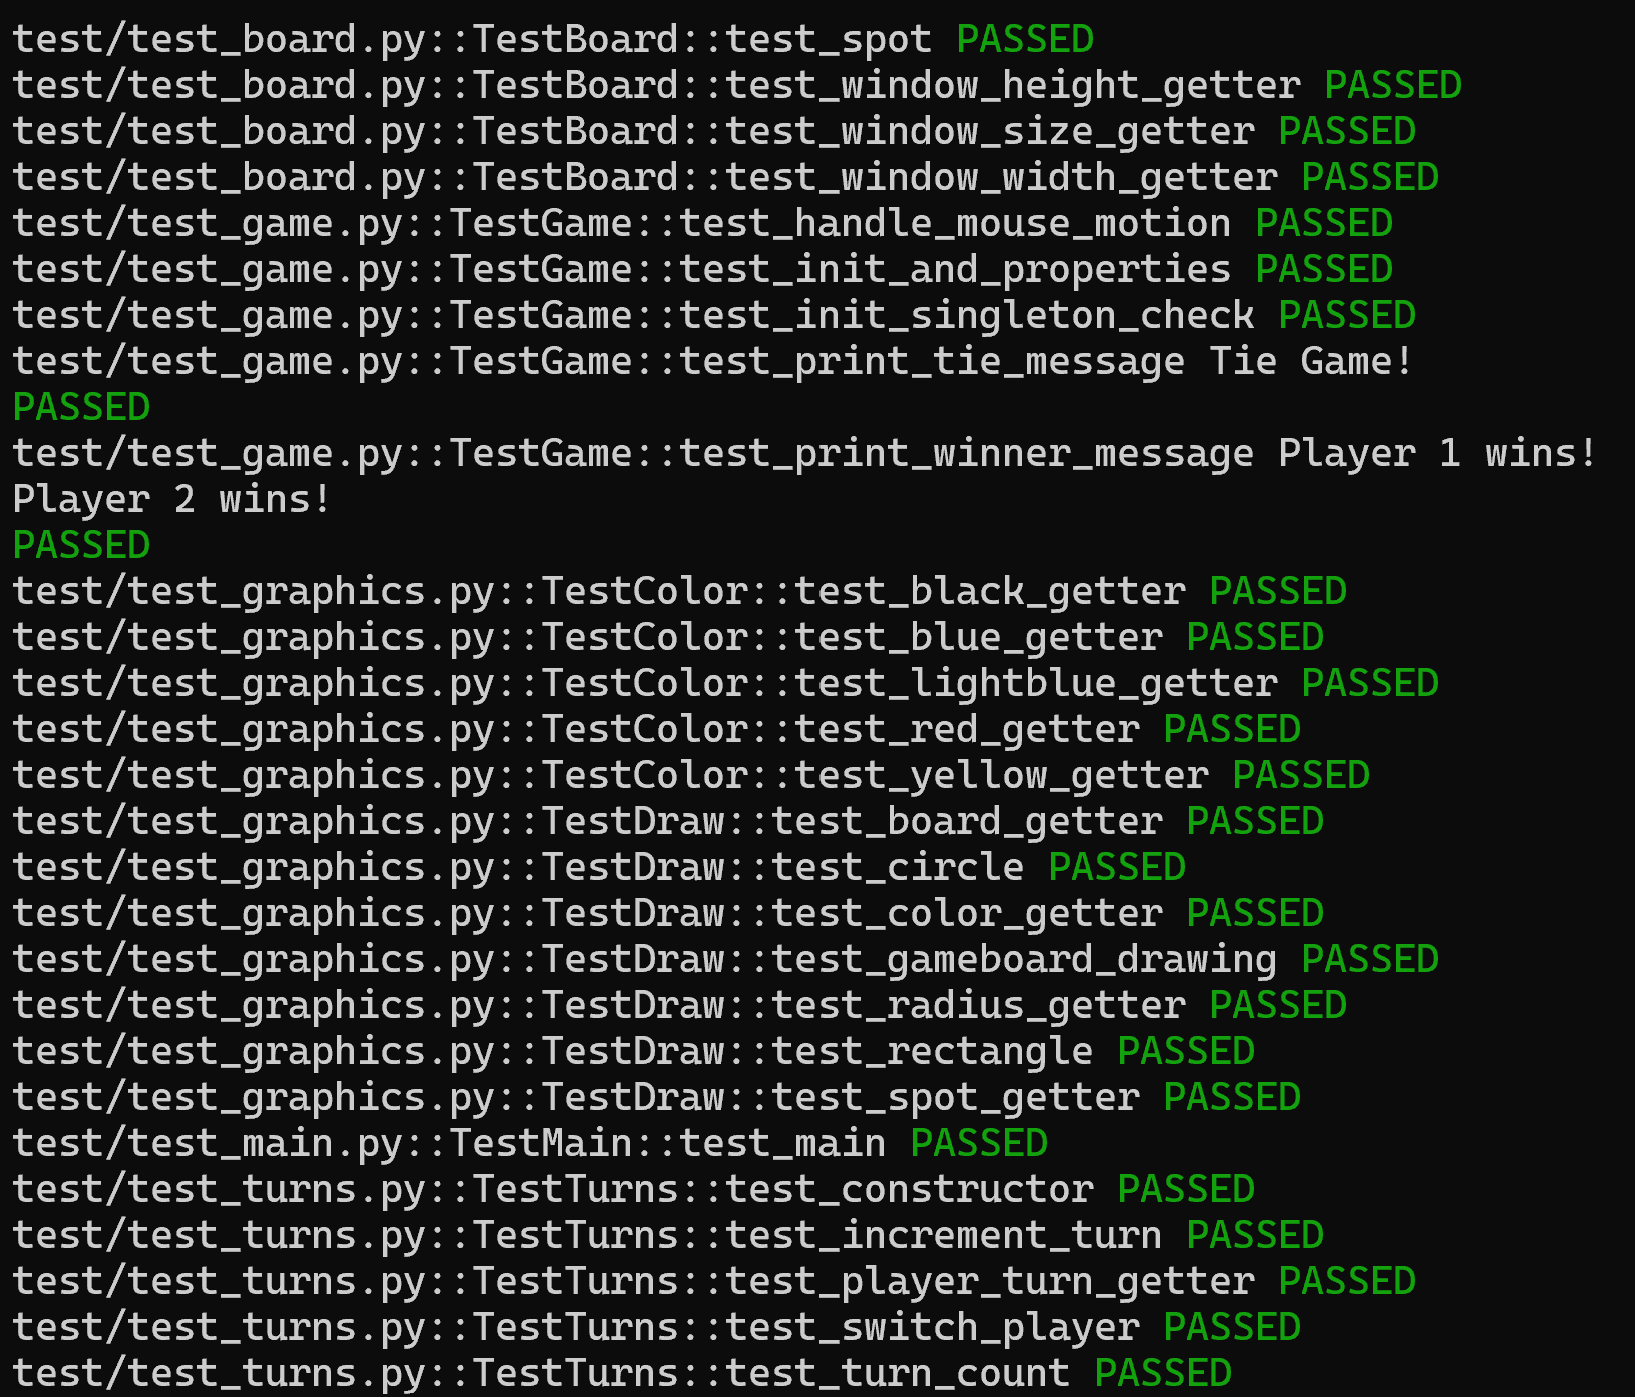 test/test_board.py::TestBoard::test_spot PASSED
test/test_board.py::TestBoard::test_window_height_getter PASSED
test/test_board.py::TestBoard::test_window_size_getter PASSED
test/test_board.py::TestBoard::test_window_width_getter PASSED
test/test_game.py::TestGame::test_handle_mouse_motion PASSED
test/test_game.py::TestGame::test_init_and_properties PASSED
test/test_game.py::TestGame::test_init_singleton_check PASSED
test/test_game.py::TestGame::test_print_tie_message Tie Game!
PASSED
test/test_game.py::TestGame::test_print_winner_message Player 1 wins!
Player 2 wins!
PASSED
test/test_graphics.py::TestColor::test_black_getter PASSED
test/test_graphics.py::TestColor::test_blue_getter PASSED
test/test_graphics.py::TestColor::test_lightblue_getter PASSED
test/test_graphics.py::TestColor::test_red_getter PASSED
test/test_graphics.py::TestColor::test_yellow_getter PASSED
test/test_graphics.py::TestDraw::test_board_getter PASSED
test/test_graphics.py::TestDraw::test_circle PASSED
test/test_graphics.py::TestDraw::test_color_getter PASSED
test/test_graphics.py::TestDraw::test_gameboard_drawing PASSED
test/test_graphics.py::TestDraw::test_radius_getter PASSED
test/test_graphics.py::TestDraw::test_rectangle PASSED
test/test_graphics.py::TestDraw::test_spot_getter PASSED
test/test_main.py::TestMain::test_main PASSED
test/test_turns.py::TestTurns::test_constructor PASSED
test/test_turns.py::TestTurns::test_increment_turn PASSED
test/test_turns.py::TestTurns::test_player_turn_getter PASSED
test/test_turns.py::TestTurns::test_switch_player PASSED
test/test_turns.py::TestTurns::test_turn_count PASSED